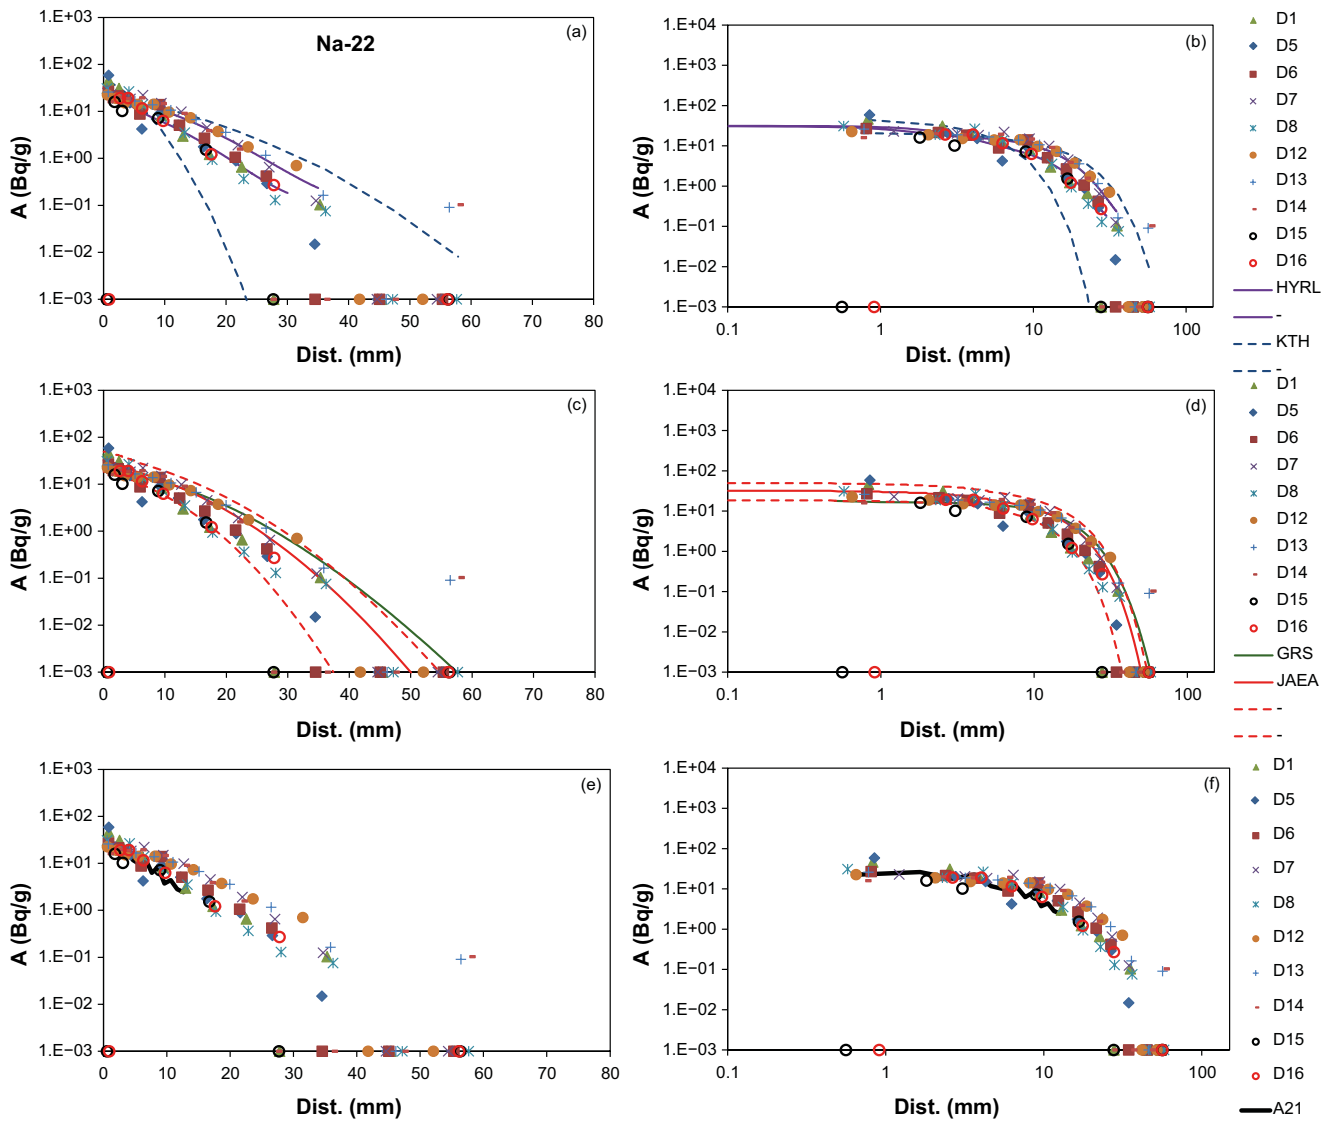 (a)
Na-22
A (Bq/g)
1.E+03
1.E+02
1.E+01
1.E+00
1.E−01
1.E−02
1.E−03
0 10 20 30 40 50 60 70 80
Dist. (mm)
(b)
A (Bq/g)
1.E+04
1.E+03
1.E+02
1.E+01
1.E+00
1.E−01
1.E−02
1.E−03
0.1 1 10 100
Dist. (mm)
D1
D5
D6
D7
D8
D12
D13
D14
D15
D16
HYRL
-
KTH
-
(c)
A (Bq/g)
1.E+03
1.E+02
1.E+01
1.E+00
1.E−01
1.E−02
1.E−03
0 10 20 30 40 50 60 70 80
Dist. (mm)
(d)
A (Bq/g)
1.E+04
1.E+03
1.E+02
1.E+01
1.E+00
1.E−01
1.E−02
1.E−03
0.1 1 10 100
Dist. (mm)
D1
D5
D6
D7
D8
D12
D13
D14
D15
D16
GRS
JAEA
-
-
(e)
A (Bq/g)
1.E+03
1.E+02
1.E+01
1.E+00
1.E−01
1.E−02
1.E−03
0 10 20 30 40 50 60 70 80
Dist. (mm)
(f)
A (Bq/g)
1.E+04
1.E+03
1.E+02
1.E+01
1.E+00
1.E−01
1.E−02
1.E−03
0.1 1 10 100
Dist. (mm)
D1
D5
D6
D7
D8
D12
D13
D14
D15
D16
A21